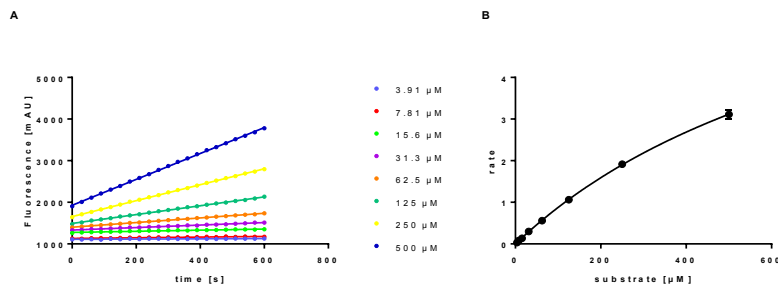 A
B
Fluorescence [mAU]
5000
4000
3000
2000
1000
0
200
400
600
800
time [s]
3.91 µM
7.81 µM
15.6 µM
31.3 µM
62.5 µM
125 µM
250 µM
500 µM
rate
4
3
2
1
0
0
200
400
600
substrate [µM]